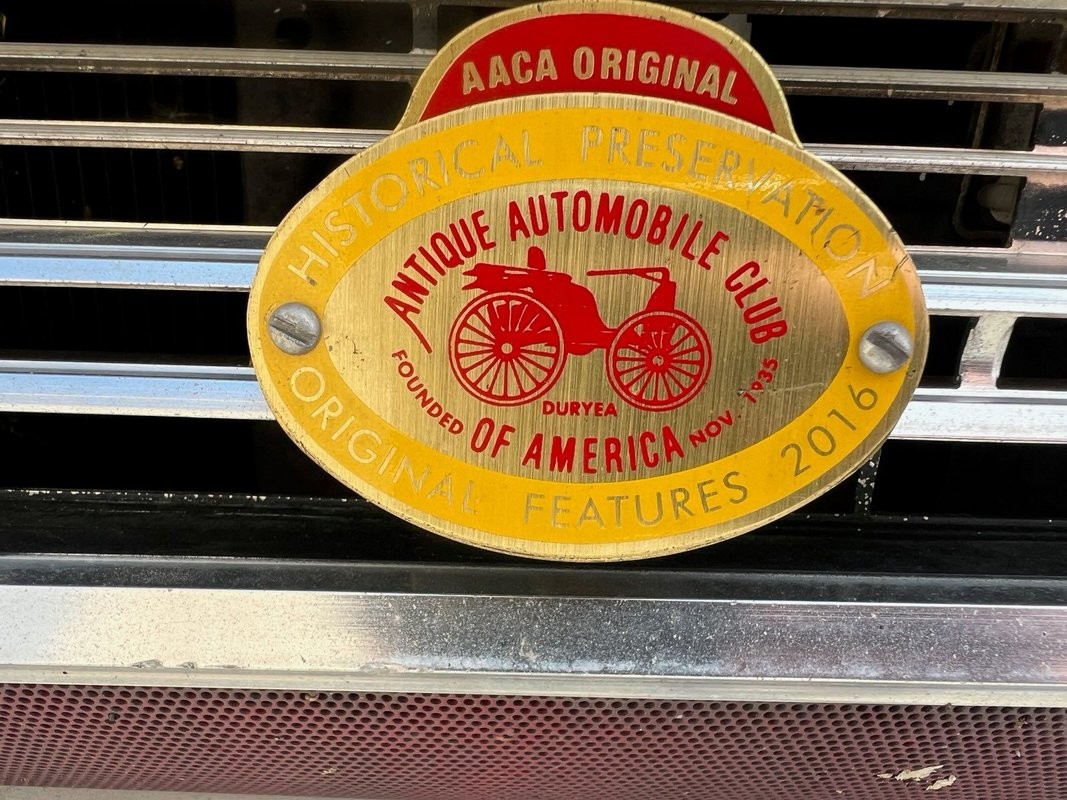 AACA ORIGINAL
HISTORICAL PRESERVATION
ANTIQUE AUTOMOBILE CLUB
DURYEA
FOUNDED OF AMERICA NOV. 1935
ORIGINAL FEATURES 2016